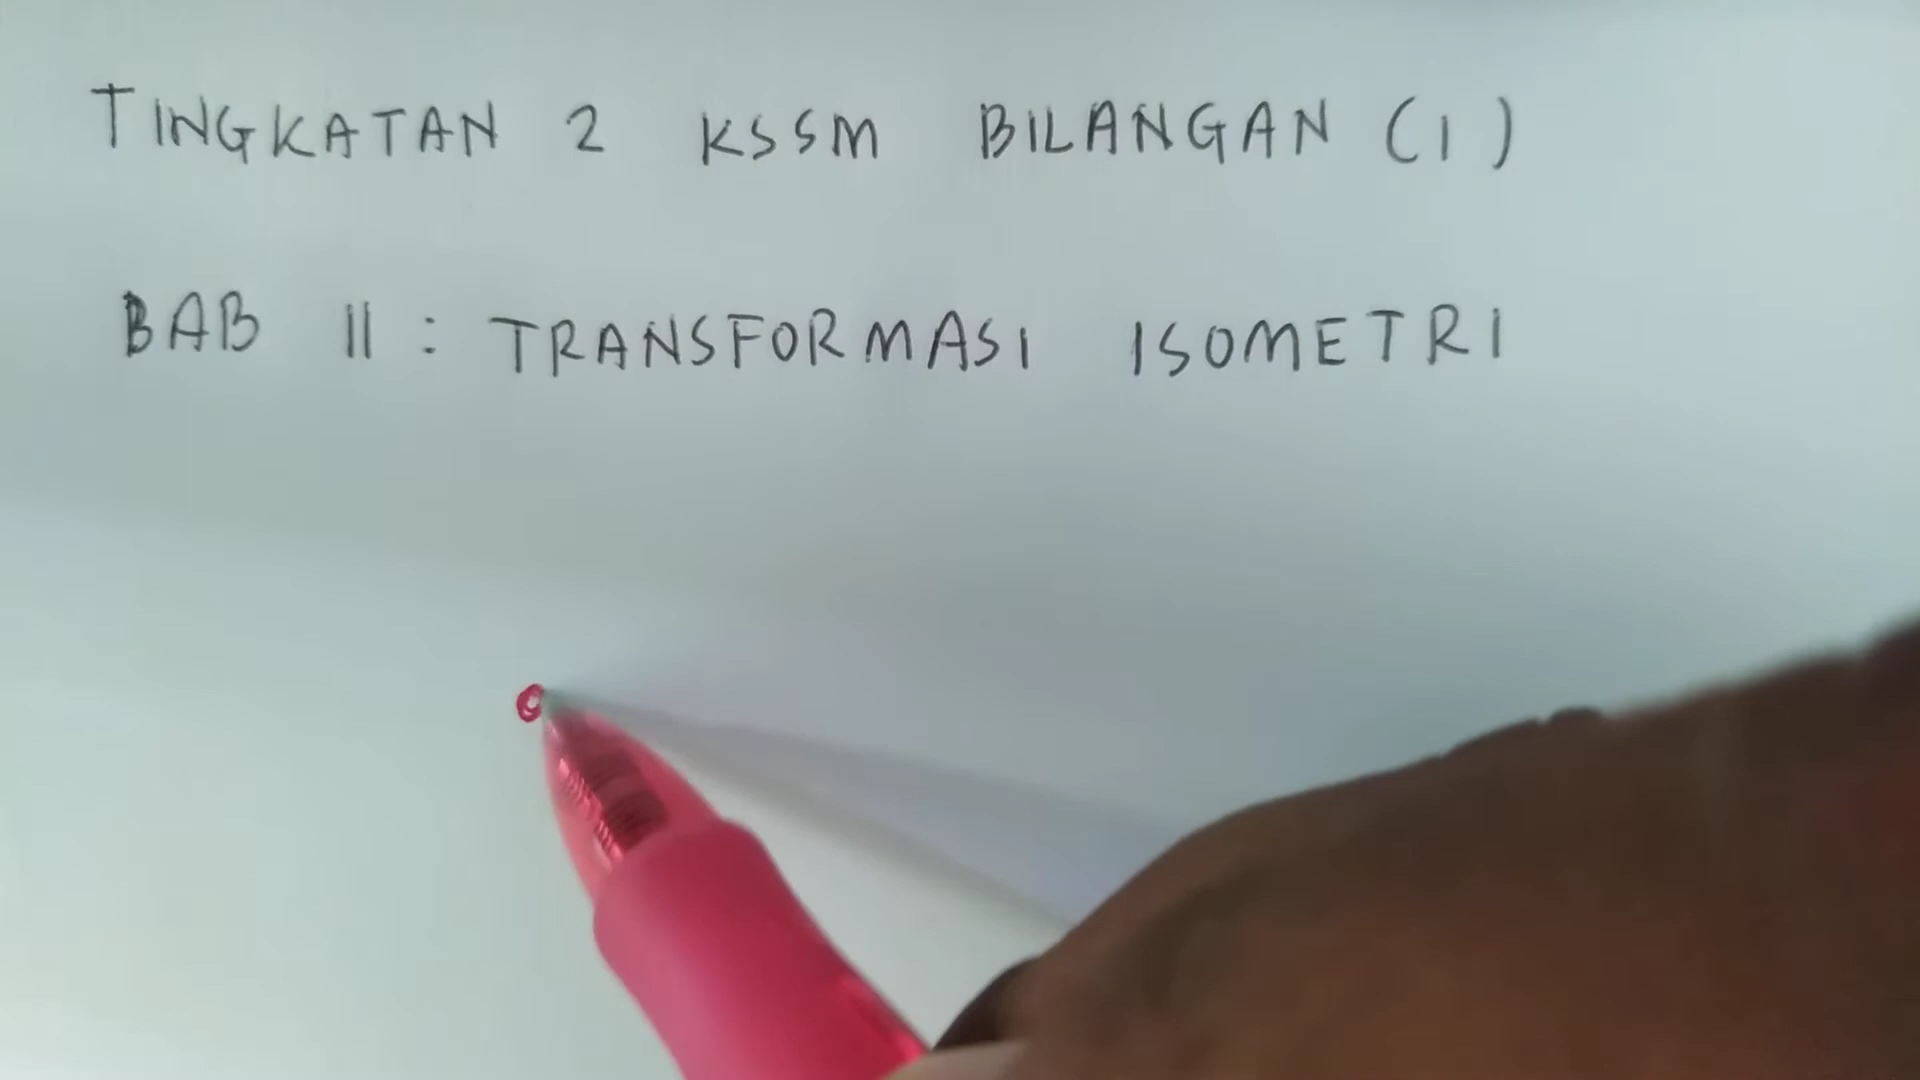 TINGKATAN 2 KSSM BILANGAN (1)
BAB 11 : TRANSFORMASI ISOMETRI